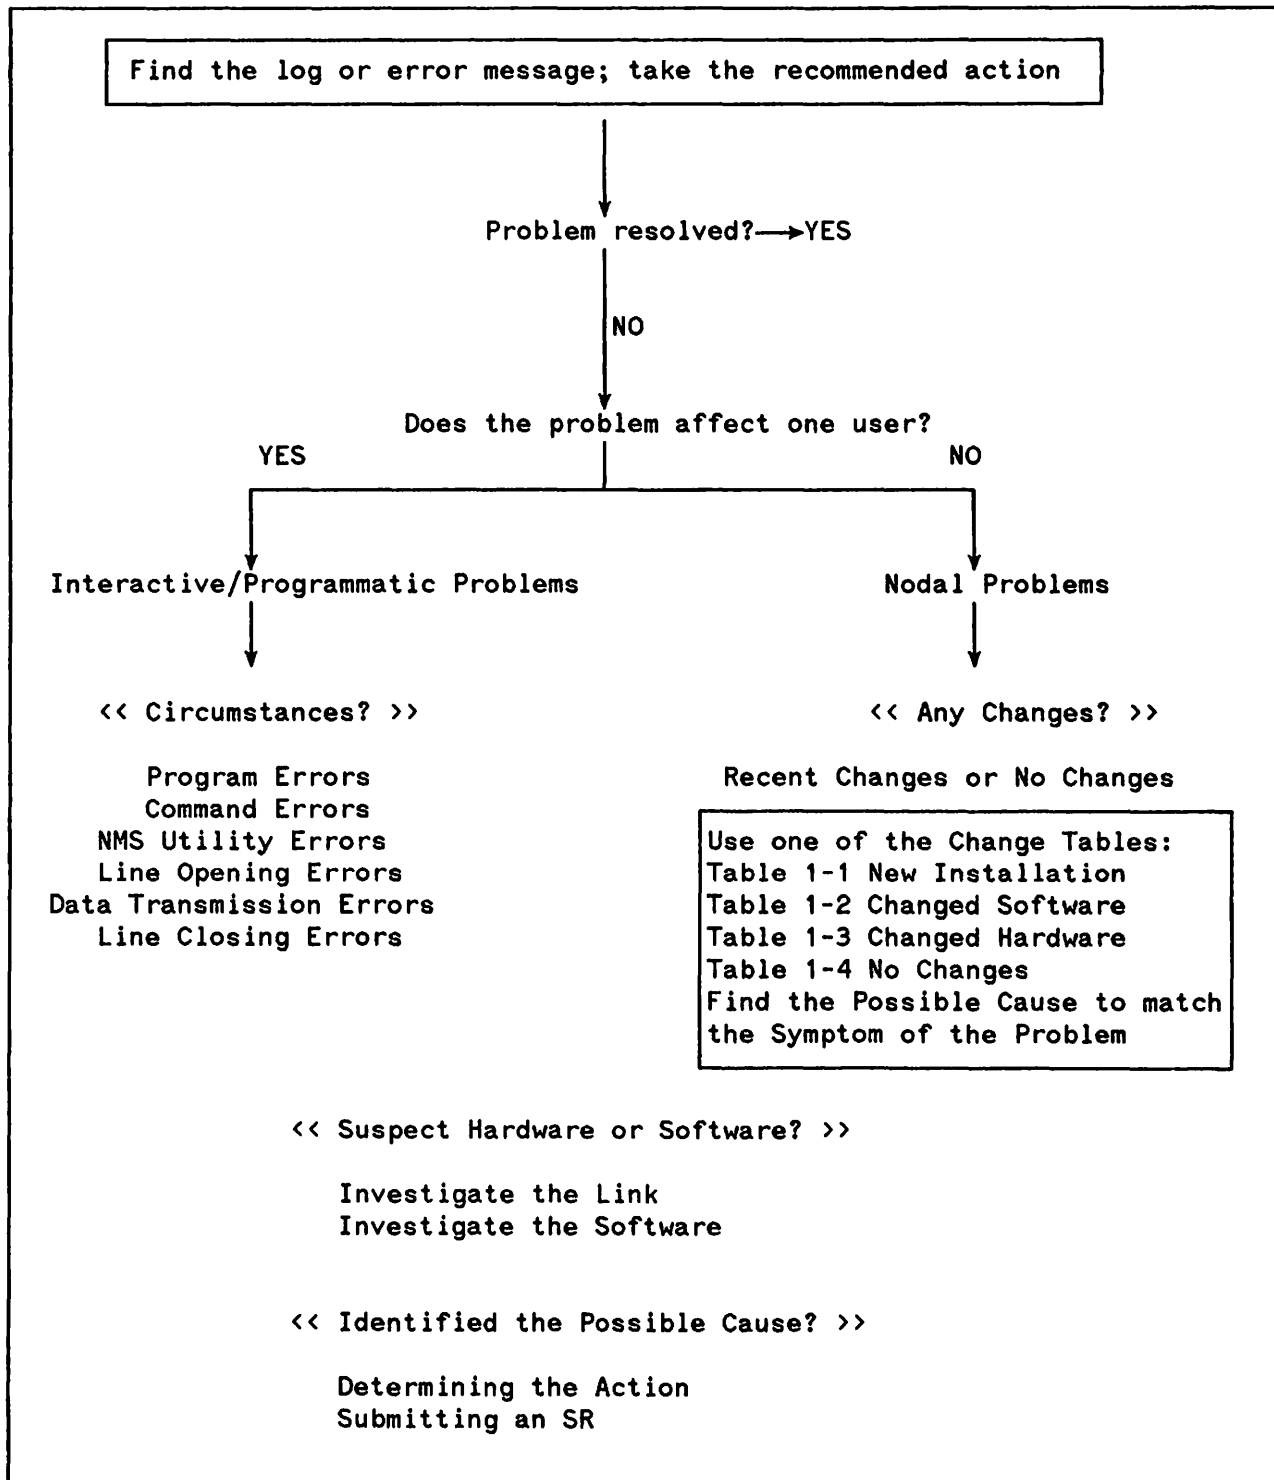 Find the log or error message; take the recommended action
Problem resolved? YES
NO
Does the problem affect one user?
YES
NO
Interactive/Programmatic Problems
Nodal Problems
<< Circumstances? >>
Program Errors
Command Errors
NMS Utility Errors
Line Opening Errors
Data Transmission Errors
Line Closing Errors
<< Any Changes? >>
Recent Changes or No Changes
Use one of the Change Tables:
Table 1-1 New Installation
Table 1-2 Changed Software
Table 1-3 Changed Hardware
Table 1-4 No Changes
Find the Possible Cause to match
the Symptom of the Problem
<< Suspect Hardware or Software? >>
Investigate the Link
Investigate the Software
<< Identified the Possible Cause? >>
Determining the Action
Submitting an SR